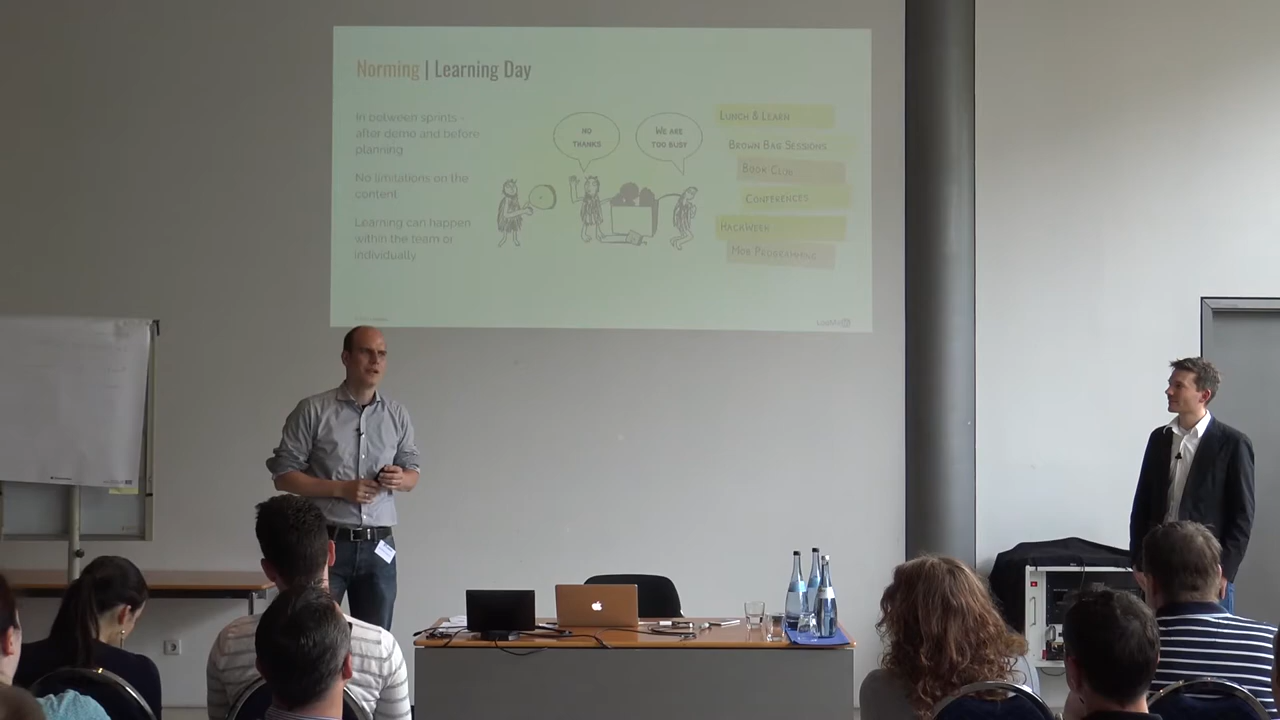 Norming | Learning Day
In between sprints -
after demo and before
planning
No limitations on the
content
Learning can happen
within the team or
individually
NO
THANKS
WE ARE
TOO BUSY
LUNCH & LEARN
BROWN BAG SESSIONS
BOOK CLUB
CONFERENCES
HACKWEEK
MOB PROGRAMMING
LogMeIn